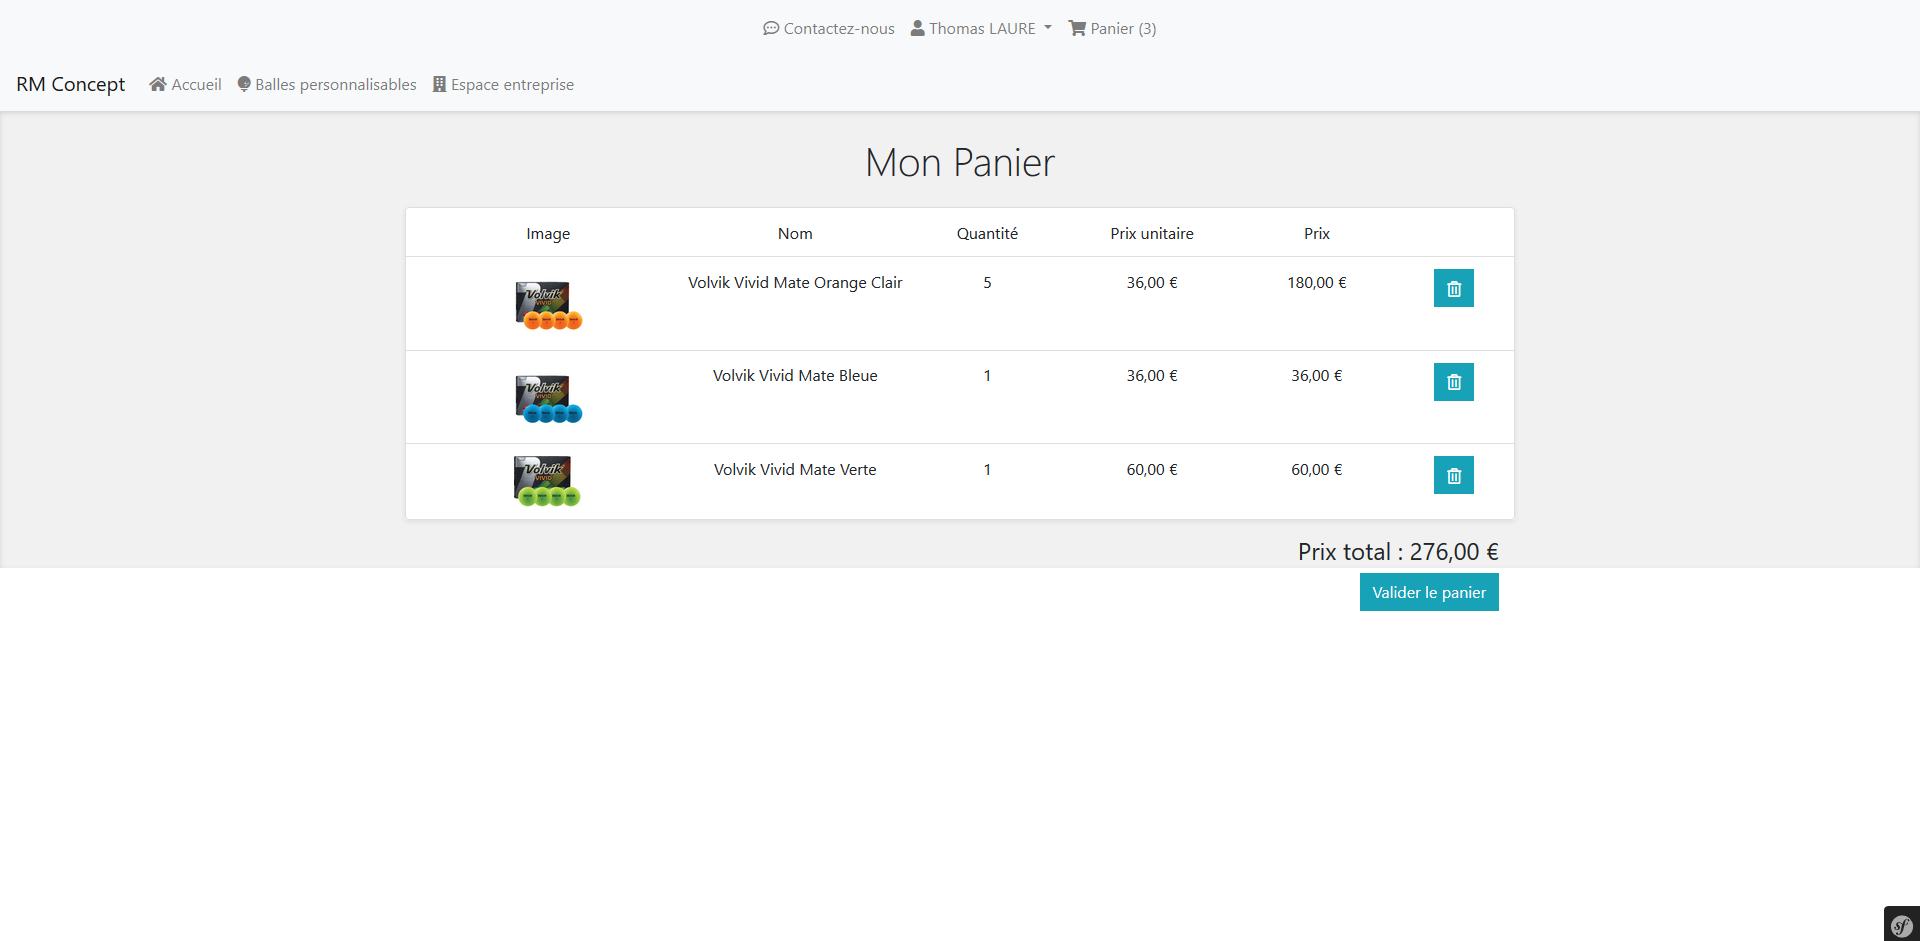 Contactez-nous Thomas LAURE Panier (3)
RM Concept Accueil Balles personnalisables Espace entreprise
Mon Panier
Image Nom Quantité Prix unitaire Prix
Volvik Vivid Mate Orange Clair 5 36,00 € 180,00 €
Volvik
VIVID
Volvik Vivid Mate Bleue 1 36,00 € 36,00 €
Volvik
VIVID
Volvik Vivid Mate Verte 1 60,00 € 60,00 €
Volvik
VIVID
Prix total : 276,00 €
Valider le panier
sf